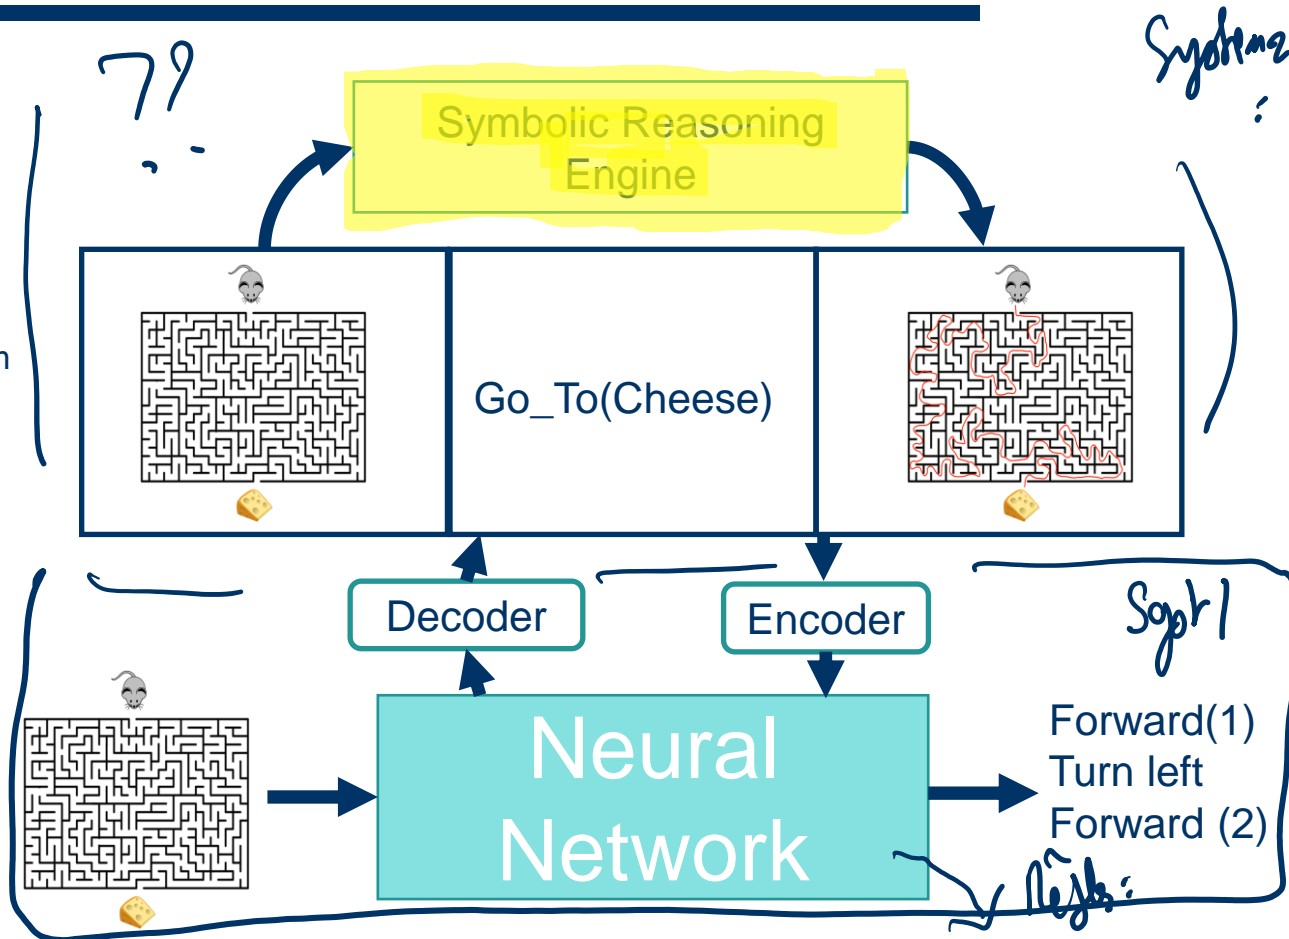 ??
Symbolic Reasoning
Engine
Go_To(Cheese)
Decoder
Encoder
Neural
Network
Forward(1)
Turn left
Forward (2)